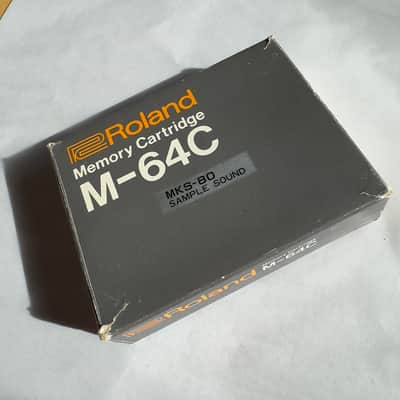 Roland
Memory Cartridge
M-64C
MKS-80
SAMPLE SOUND
Roland
M-64C